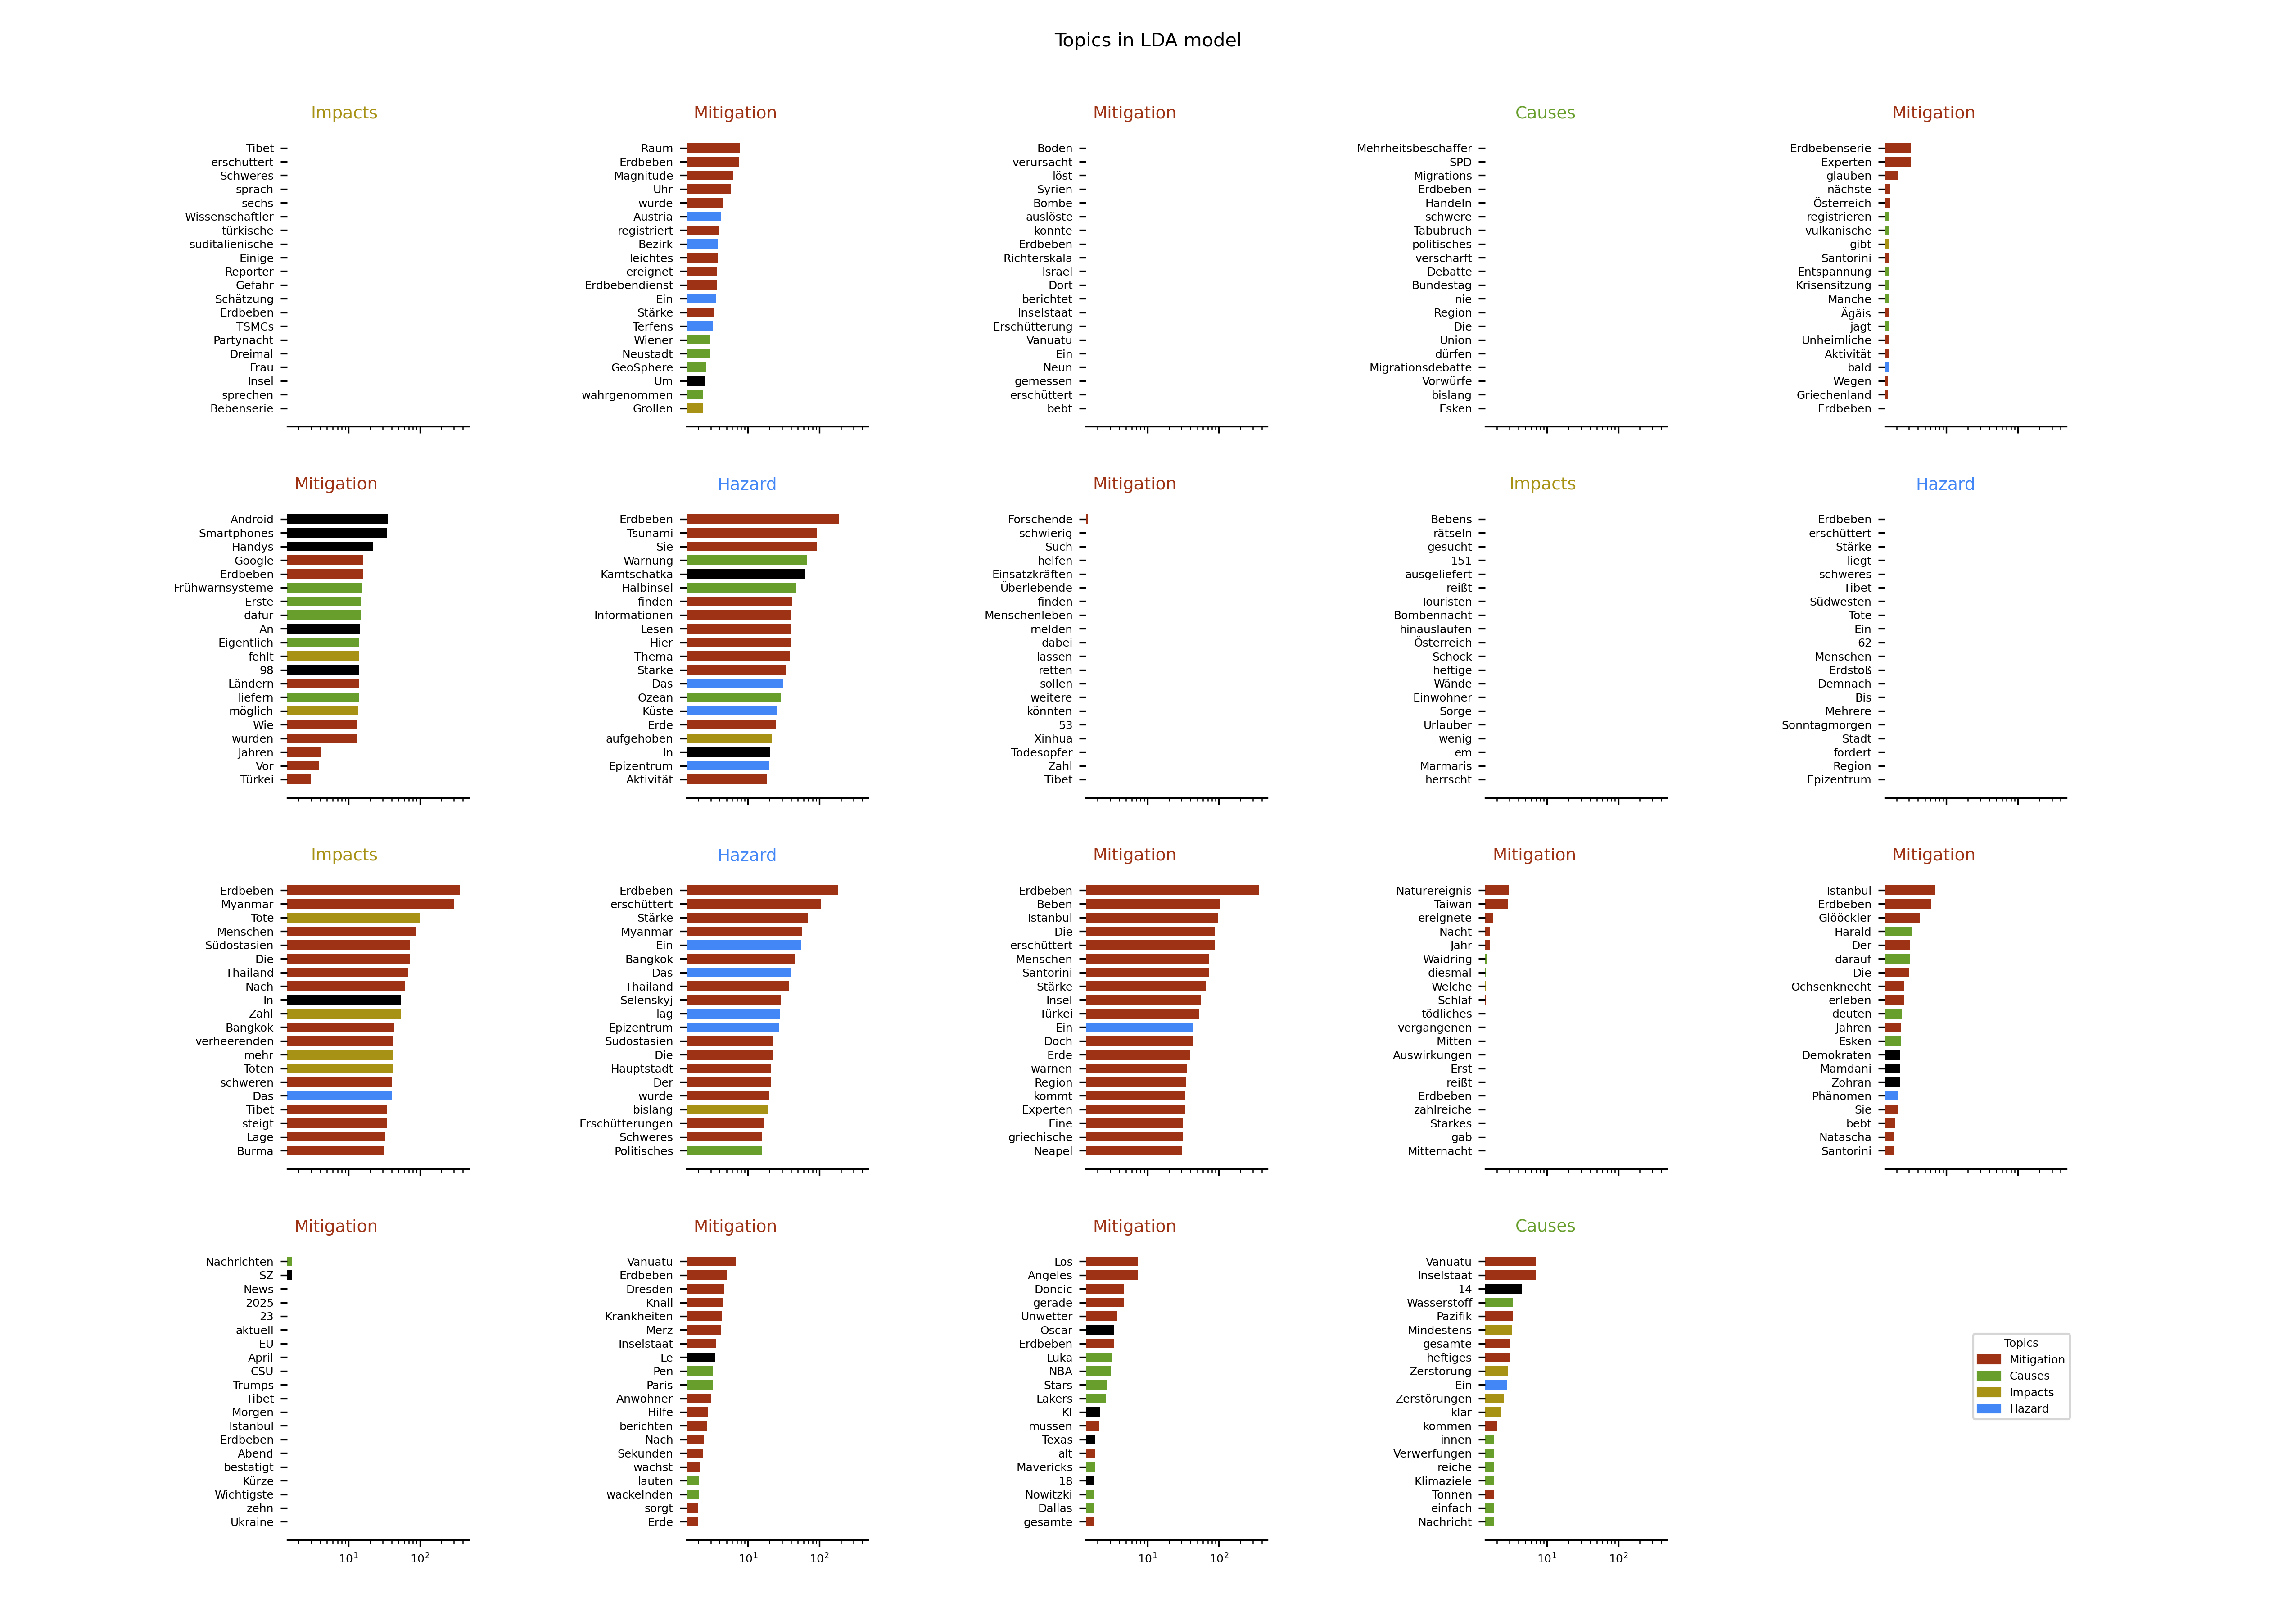 Topics in LDA model
Impacts
Tibet
erschüttert
Schweres
sprach
sechs
Wissenschaftler
türkische
süditalienische
Einige
Reporter
Gefahr
Schätzung
Erdbeben
TSMCs
Partynacht
Dreimal
Frau
Insel
sprechen
Bebenserie
Mitigation
Raum
Erdbeben
Magnitude
Uhr
wurde
Austria
registriert
Bezirk
leichtes
ereignet
Erdbebendienst
Ein
Stärke
Terfens
Wiener
Neustadt
GeoSphere
Um
wahrgenommen
Grollen
Mitigation
Boden
verursacht
löst
Syrien
Bombe
auslöste
konnte
Erdbeben
Richterskala
Israel
Dort
berichtet
Inselstaat
Erschütterung
Vanuatu
Ein
Neun
gemessen
erschüttert
bebt
Causes
Mehrheitsbeschaffer
SPD
Migrations
Erdbeben
Handeln
schwere
Tabubruch
politisches
verschärft
Debatte
Bundestag
nie
Region
Die
Union
dürfen
Migrationsdebatte
Vorwürfe
bislang
Esken
Mitigation
Erdbebenserie
Experten
glauben
nächste
Österreich
registrieren
vulkanische
gibt
Santorini
Entspannung
Krisensitzung
Manche
Ägäis
jagt
Unheimliche
Aktivität
bald
Wegen
Griechenland
Erdbeben
Mitigation
Android
Smartphones
Handys
Google
Erdbeben
Frühwarnsysteme
Erste
dafür
An
Eigentlich
fehlt
98
Ländern
liefern
möglich
Wie
wurden
Jahren
Vor
Türkei
Hazard
Erdbeben
Tsunami
Sie
Warnung
Kamtschatka
Halbinsel
finden
Informationen
Lesen
Hier
Thema
Stärke
Das
Ozean
Küste
Erde
aufgehoben
In
Epizentrum
Aktivität
Mitigation
Forschende
schwierig
Such
helfen
Einsatzkräften
Überlebende
finden
Menschenleben
melden
dabei
lassen
retten
sollen
weitere
könnten
53
Xinhua
Todesopfer
Zahl
Tibet
Impacts
Bebens
rätseln
gesucht
151
ausgeliefert
reißt
Touristen
Bombennacht
hinauslaufen
Österreich
Schock
heftige
Wände
Einwohner
Sorge
Urlauber
wenig
em
Marmaris
herrscht
Hazard
Erdbeben
erschüttert
Stärke
liegt
schweres
Tibet
Südwesten
Tote
Ein
62
Menschen
Erdstoß
Demnach
Bis
Mehrere
Sonntagmorgen
Stadt
fordert
Region
Epizentrum
Impacts
Erdbeben
Myanmar
Tote
Menschen
Südostasien
Die
Thailand
Nach
In
Zahl
Bangkok
verheerenden
mehr
Toten
schweren
Das
Tibet
steigt
Lage
Burma
Hazard
Erdbeben
erschüttert
Stärke
Myanmar
Ein
Bangkok
Das
Thailand
Selenskyj
lag
Epizentrum
Südostasien
Die
Hauptstadt
Der
wurde
bislang
Erschütterungen
Schweres
Politisches
Mitigation
Erdbeben
Beben
Istanbul
Die
erschüttert
Menschen
Santorini
Stärke
Insel
Türkei
Ein
Doch
Erde
warnen
Region
kommt
Experten
Eine
griechische
Neapel
Mitigation
Naturereignis
Taiwan
ereignete
Nacht
Jahr
Waidring
diesmal
Welche
Schlaf
tödliches
vergangenen
Mitten
Auswirkungen
Erst
reißt
Erdbeben
zahlreiche
Starkes
gab
Mitternacht
Mitigation
Istanbul
Erdbeben
Glööckler
Harald
Der
darauf
Die
Ochsenknecht
erleben
deuten
Jahren
Esken
Demokraten
Mamdani
Zohran
Phänomen
Sie
bebt
Natascha
Santorini
Mitigation
Nachrichten
SZ
News
2025
23
aktuell
EU
April
CSU
Trumps
Tibet
Morgen
Istanbul
Erdbeben
Abend
bestätigt
Kürze
Wichtigste
zehn
Ukraine
10¹ 10²
Mitigation
Vanuatu
Erdbeben
Dresden
Knall
Krankheiten
Merz
Inselstaat
Le
Pen
Paris
Anwohner
Hilfe
berichten
Nach
Sekunden
wächst
lauten
wackelnden
sorgt
Erde
10¹ 10²
Mitigation
Los
Angeles
Doncic
gerade
Unwetter
Oscar
Erdbeben
Luka
NBA
Stars
Lakers
KI
müssen
Texas
alt
Mavericks
18
Nowitzki
Dallas
gesamte
10¹ 10²
Causes
Vanuatu
Inselstaat
14
Wasserstoff
Pazifik
Mindestens
gesamte
heftiges
Zerstörung
Ein
Zerstörungen
klar
kommen
innen
Verwerfungen
reiche
Klimaziele
Tonnen
einfach
Nachricht
10¹ 10²
Topics
Mitigation
Causes
Impacts
Hazard